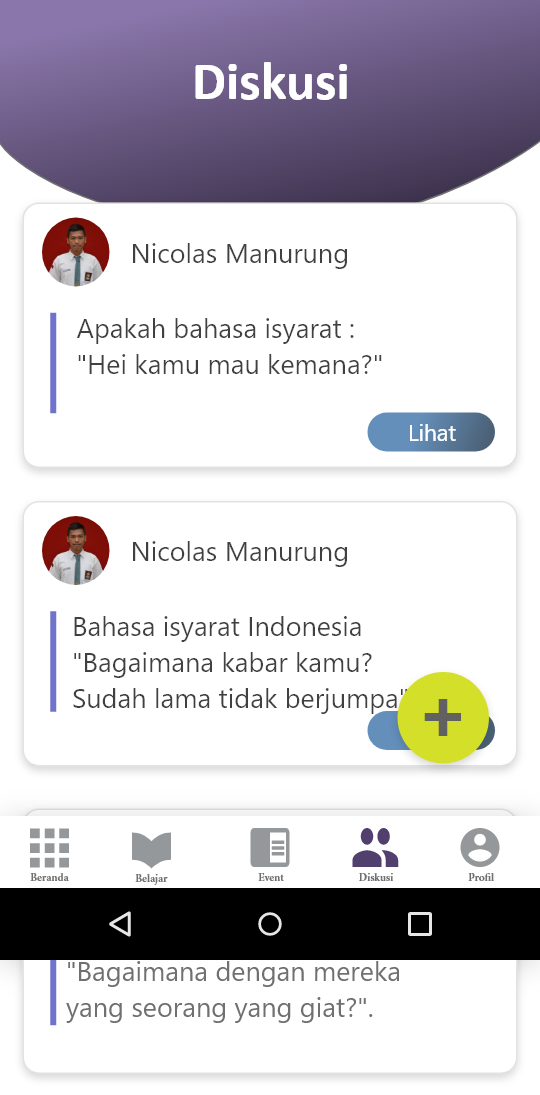 Diskusi
Nicolas Manurung
Apakah bahasa isyarat :
"Hei kamu mau kemana?"
Lihat
Nicolas Manurung
Bahasa isyarat Indonesia
"Bagaimana kabar kamu?
Sudah lama tidak berjumpa"
Beranda
Belajar
Event
Diskusi
Profil
"Bagaimana dengan mereka
yang seorang yang giat?".